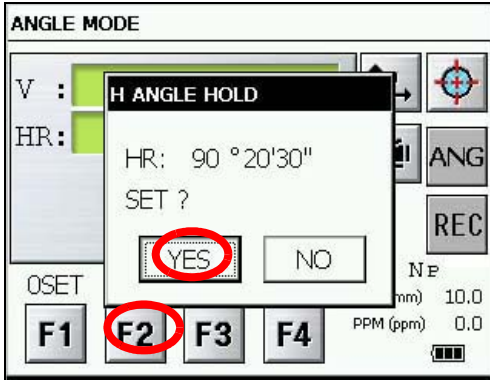 ANGLE MODE
V :
H ANGLE HOLD
HR:
HR: 90 °20'30"
SET ?
ANG
REC
YES NO
0SET
N P
mm) 10.0
PPM (ppm) 0.0
F1 F2 F3 F4